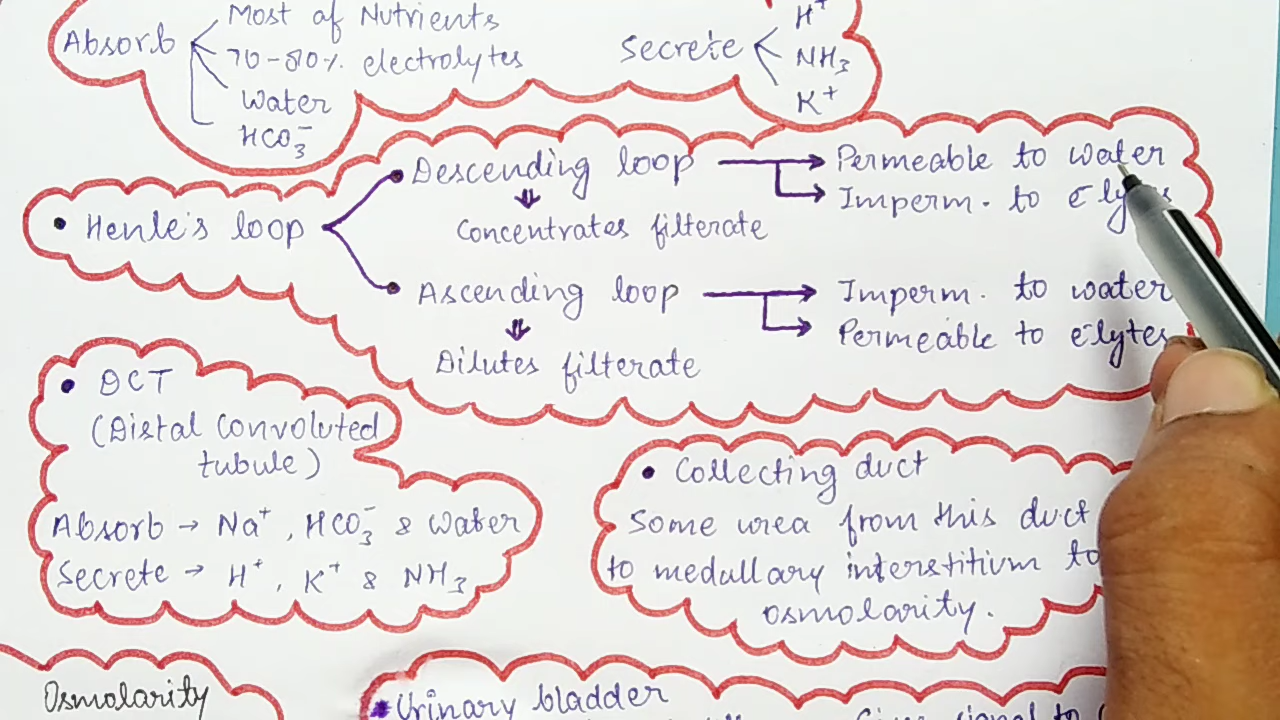 Absorb
Most of Nutrients
70-80% electrolytes
Water
HCO₃⁻
Secrete
H⁺
NH₃
K⁺
• Henle's loop
• Descending loop
Concentrates filterate
Permeable to water
Imperm. to
• Ascending loop
Dilutes filterate
Imperm. to water
Permeable to e⁻lytes
• DCT
(Distal Convoluted
tubule)
Absorb → Na⁺, HCO₃⁻ & Water
Secrete → H⁺, K⁺ & NH₃
• Collecting duct
Some urea from this duct
to medullary interstitium to
osmolarity.
Osmolarity
• Urinary bladder
signal to